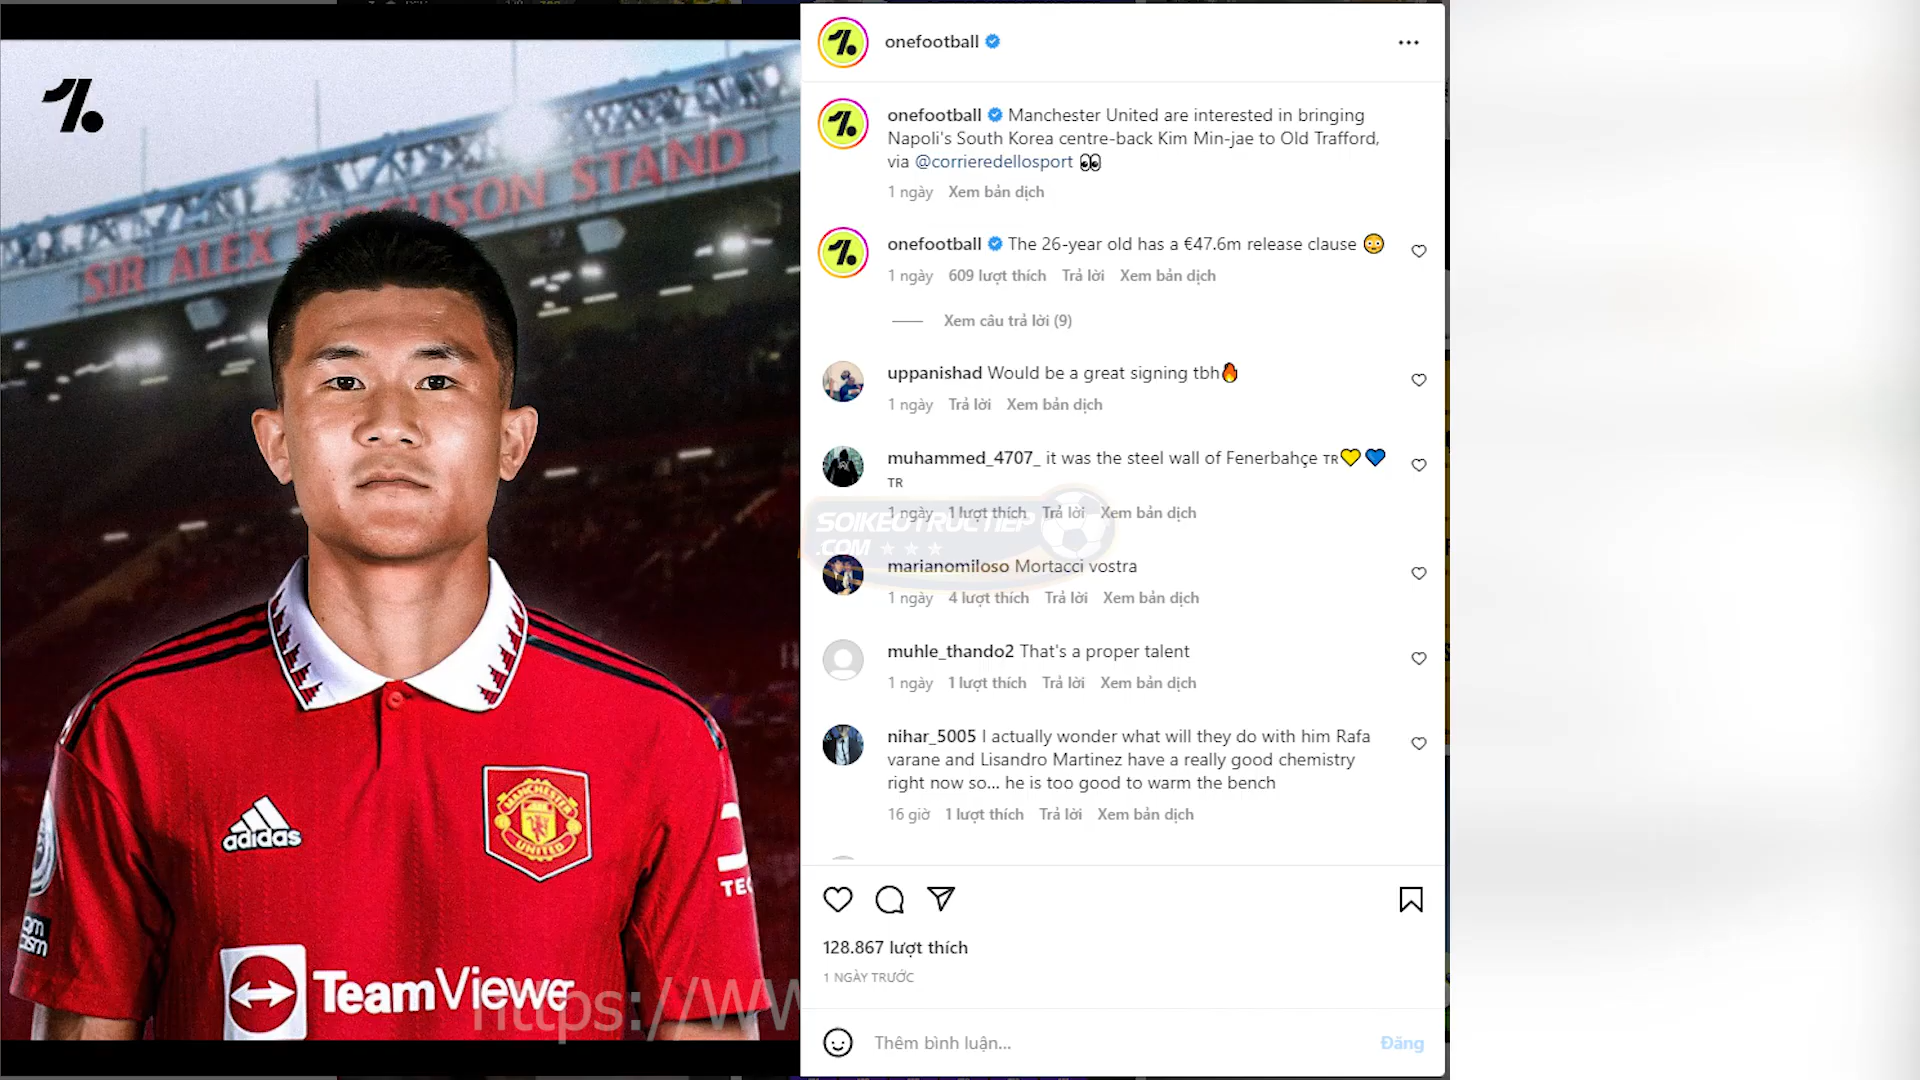 SIR ALEX FERGUSON STAND
adidas
MANCHESTER
UNITED
TeamViewer
https://WW
onefootball
onefootball Manchester United are interested in bringing
Napoli's South Korea centre-back Kim Min-jae to Old Trafford,
via @corrieredellosport 👀
1 ngày Xem bản dịch
onefootball The 26-year old has a €47.6m release clause 😳
1 ngày 609 lượt thích Trả lời Xem bản dịch
Xem câu trả lời (9)
uppanishad Would be a great signing tbh🔥
1 ngày Trả lời Xem bản dịch
muhammed_4707_ it was the steel wall of Fenerbahçe TR💛💙
TR
1 ngày 1 lượt thích Trả lời Xem bản dịch
SOIKEOTRUCTIEP
.COM
marianomiloso Mortacci vostra
1 ngày 4 lượt thích Trả lời Xem bản dịch
muhle_thando2 That's a proper talent
1 ngày 1 lượt thích Trả lời Xem bản dịch
nihar_5005 I actually wonder what will they do with him Rafa
varane and Lisandro Martinez have a really good chemistry
right now so... he is too good to warm the bench
16 giờ 1 lượt thích Trả lời Xem bản dịch
128.867 lượt thích
1 NGÀY TRƯỚC
Thêm bình luận...
Đăng